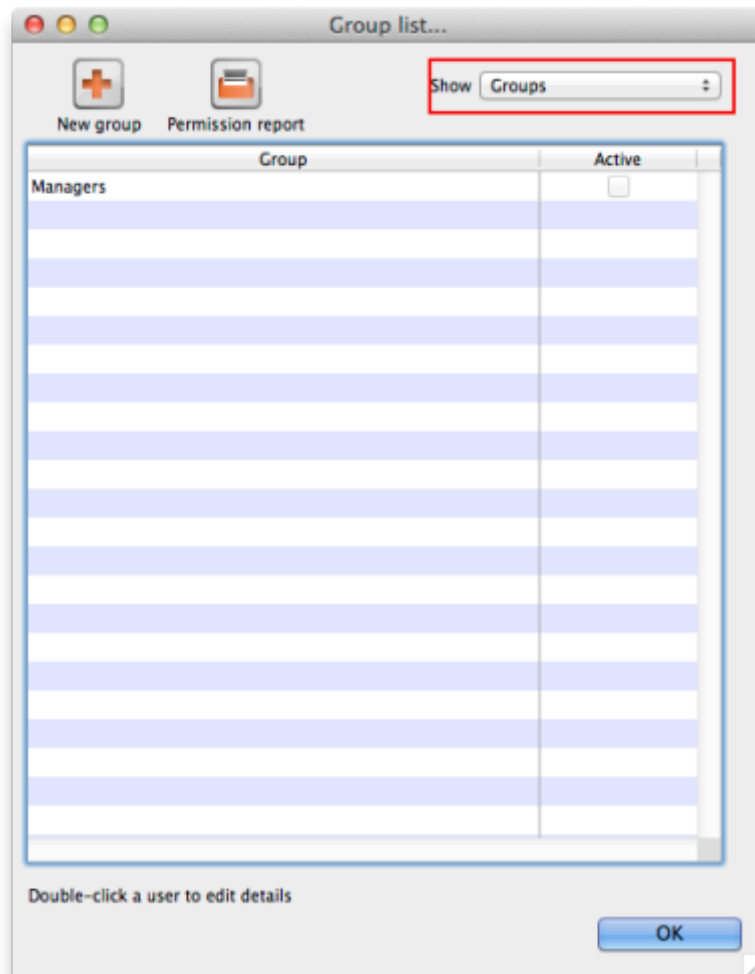 Group list...
Show Groups
New group Permission report
Group Active
Managers
Double-click a user to edit details
OK